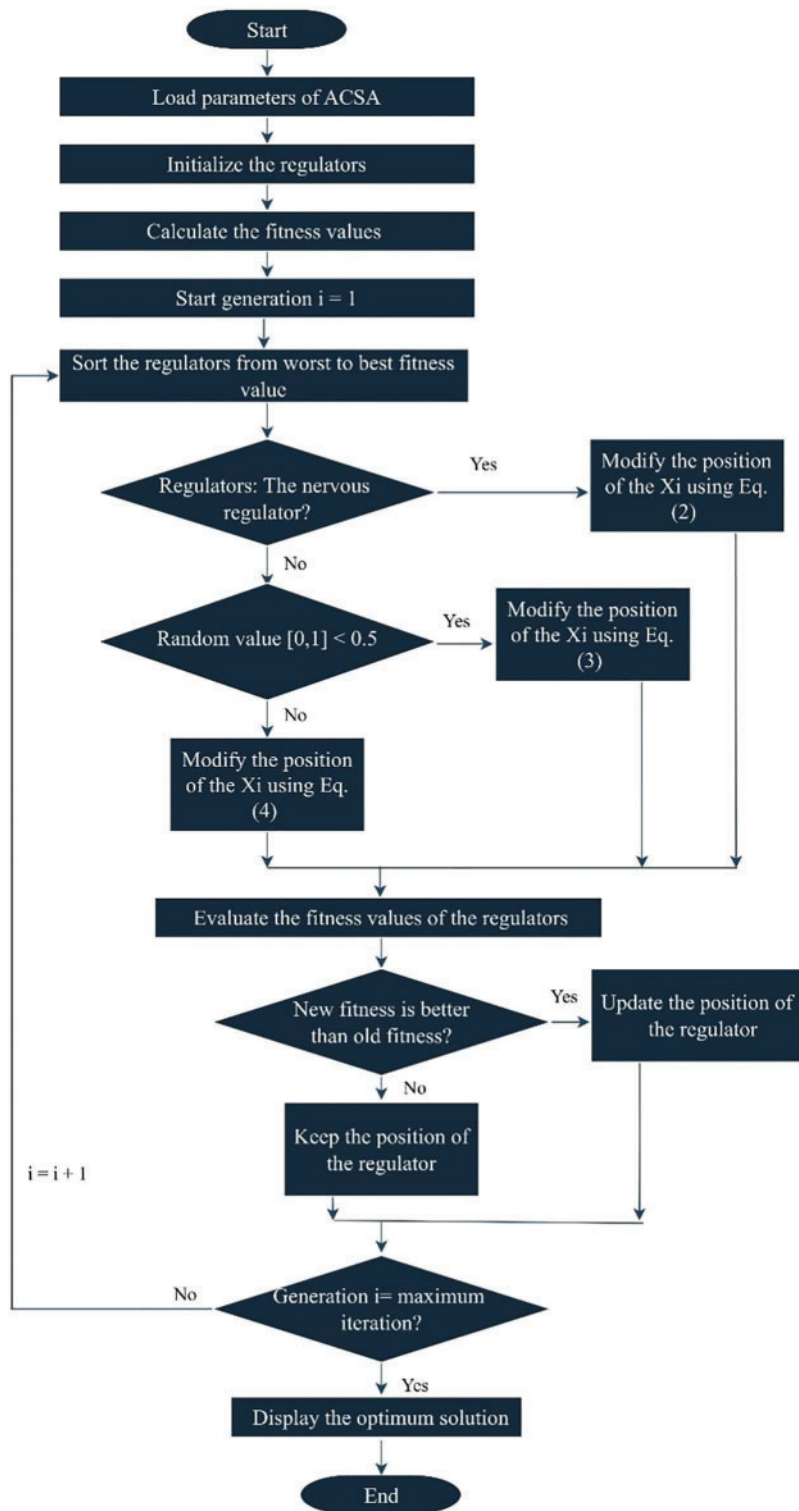 Start
Load parameters of ACSA
Initialize the regulators
Calculate the fitness values
Start generation i = 1
Sort the regulators from worst to best fitness
value
Regulators: The nervous
regulator?
Yes
Modify the position
of the Xi using Eq.
(2)
No
Random value [0,1] < 0.5
Yes
Modify the position
of the Xi using Eq.
(3)
No
Modify the position
of the Xi using Eq.
(4)
Evaluate the fitness values of the regulators
New fitness is better
than old fitness?
Yes
Update the position of
the regulator
No
Keep the position of
the regulator
i = i + 1
Generation i= maximum
iteration?
No
Yes
Display the optimum solution
End